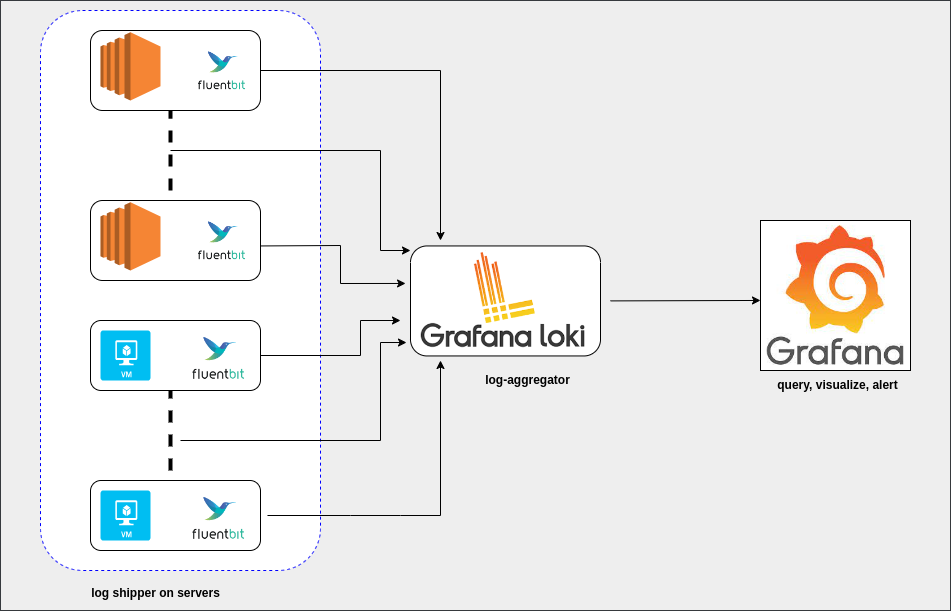 fluentbit
fluentbit
VM
fluentbit
VM
fluentbit
log shipper on servers
Grafana loki
log-aggregator
Grafana
query, visualize, alert